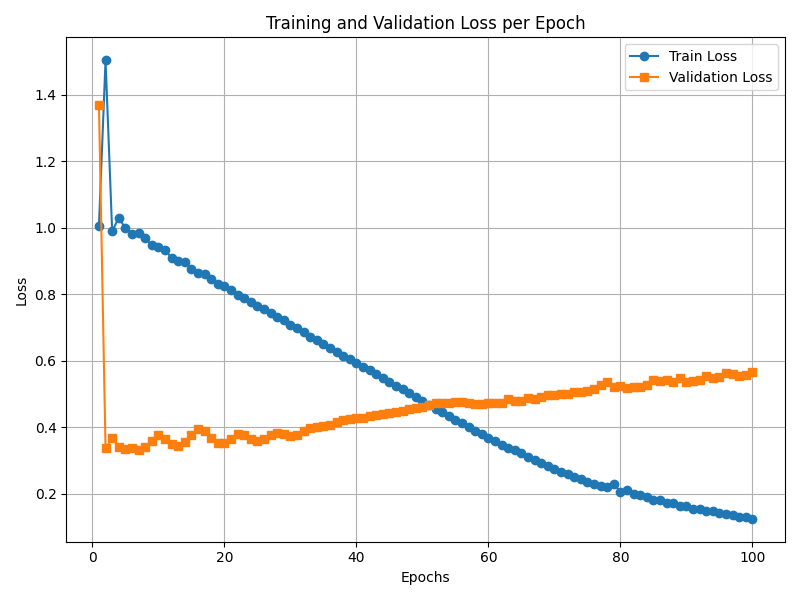 Training and Validation Loss per Epoch
Train Loss
Validation Loss
Loss
1.4
1.2
1.0
0.8
0.6
0.4
0.2
0
20
40
60
80
100
Epochs